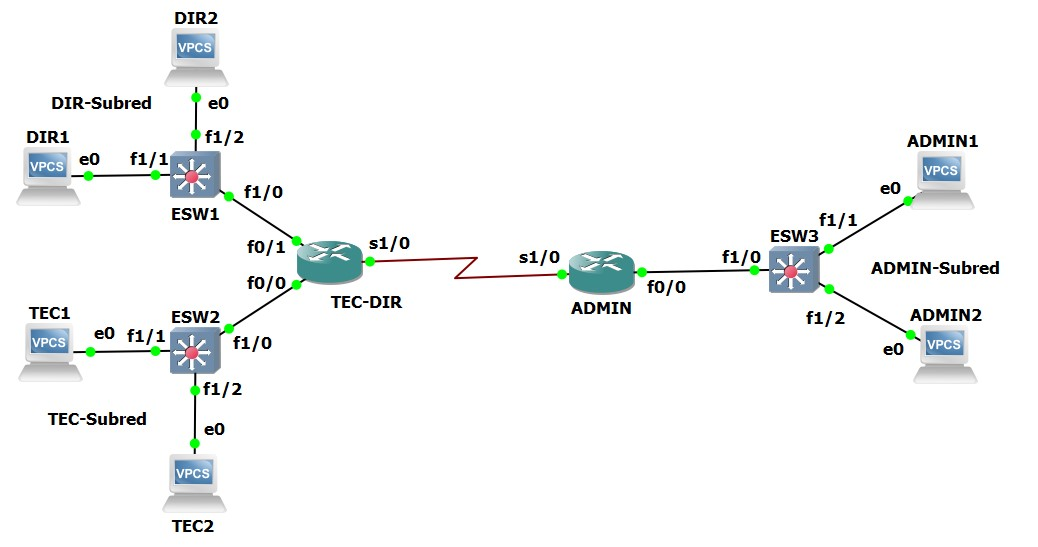 DIR2
VPCS
DIR-Subred
e0
f1/2
DIR1
VPCS
e0
f1/1
ESW1
f1/0
f0/1
s1/0
f0/0
TEC-DIR
TEC1
VPCS
e0
f1/1
ESW2
f1/0
f1/2
TEC-Subred
e0
VPCS
TEC2
s1/0
ADMIN
f0/0
f1/0
ESW3
f1/1
e0
ADMIN1
VPCS
ADMIN-Subred
f1/2
ADMIN2
e0
VPCS